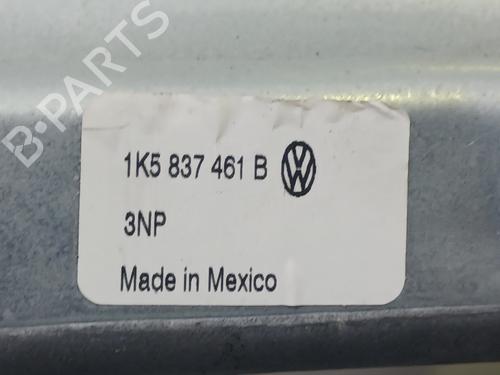 B-PARTS
1K5 837 461 B
3NP
Made in Mexico